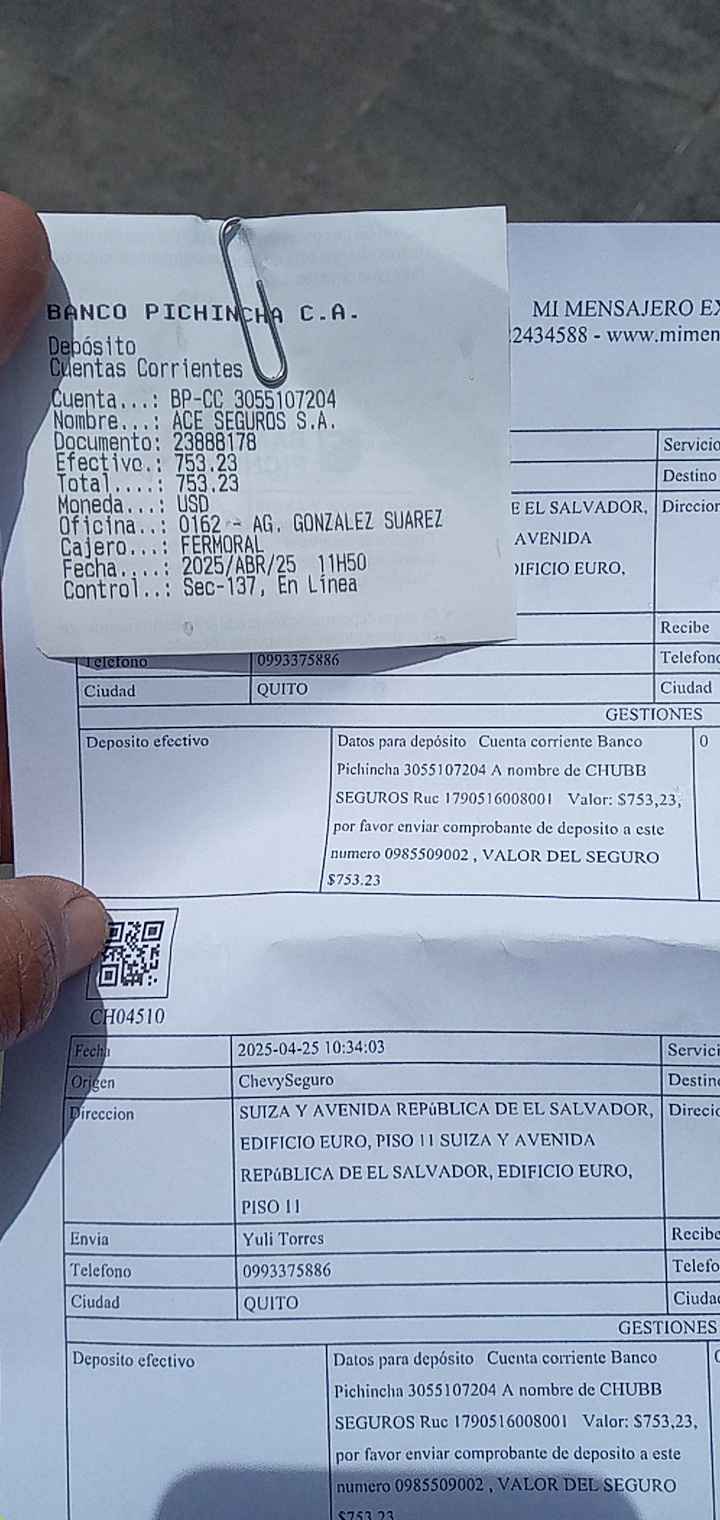 BANCO PICHINCHA C.A.
Depósito
Cuentas Corrientes
Cuenta...: BP-CC 3055107204
Nombre...: ACE SEGUROS S.A.
Documento: 23888178
Efectivo.: 753.23
Total....: 753.23
Moneda...: USD
Oficina..: 0162 - AG. GONZALEZ SUAREZ
Cajero...: FERMORAL
Fecha....: 2025/ABR/25 11H50
Control..: Sec-137, En Línea
MI MENSAJERO EX
2434588 - www.mimen
Servicio
Destino
E EL SALVADOR, Direccion
AVENIDA
DIFICIO EURO,
Recibe
Telefono 0993375886 Telefono
Ciudad QUITO Ciudad
GESTIONES
Deposito efectivo Datos para depósito Cuenta corriente Banco 0
Pichincha 3055107204 A nombre de CHUBB
SEGUROS Ruc 1790516008001 Valor: $753,23,
por favor enviar comprobante de deposito a este
numero 0985509002 , VALOR DEL SEGURO
$753.23
CH04510
Fecha 2025-04-25 10:34:03 Servici
Origen ChevySeguro Destino
Direccion SUIZA Y AVENIDA REPúBLICA DE EL SALVADOR, Direcci
EDIFICIO EURO, PISO 11 SUIZA Y AVENIDA
REPúBLICA DE EL SALVADOR, EDIFICIO EURO,
PISO 11
Envia Yuli Torres Recibe
Telefono 0993375886 Telefo
Ciudad QUITO Ciudad
GESTIONES
Deposito efectivo Datos para depósito Cuenta corriente Banco
Pichincha 3055107204 A nombre de CHUBB
SEGUROS Ruc 1790516008001 Valor: $753,23,
por favor enviar comprobante de deposito a este
numero 0985509002 , VALOR DEL SEGURO
$753.23